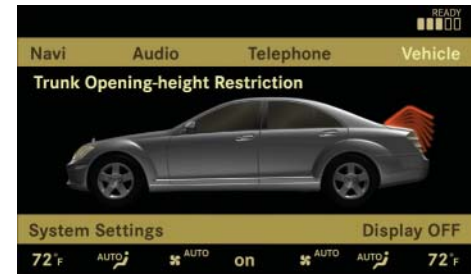 READY
Navi Audio Telephone Vehicle
Trunk Opening-height Restriction
System Settings Display OFF
72°F AUTO AUTO on AUTO AUTO 72°F